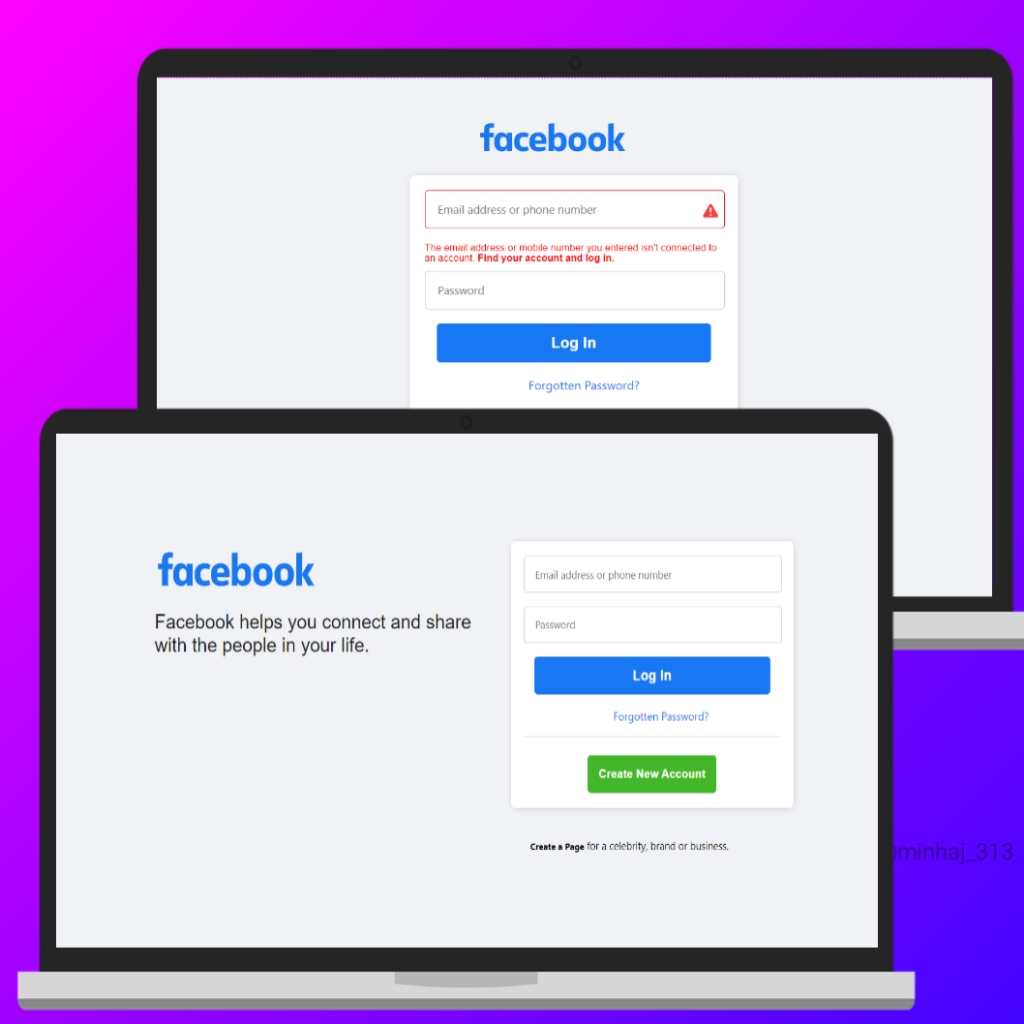 facebook
Email address or phone number
The email address or mobile number you entered isn't connected to
an account. Find your account and log in.
Password
Log In
Forgotten Password?
facebook
Facebook helps you connect and share
with the people in your life.
Email address or phone number
Password
Log In
Forgotten Password?
Create New Account
Create a Page for a celebrity, brand or business.
minhaj_313